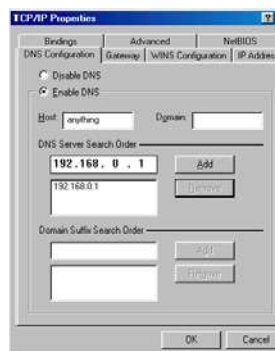 TCP/IP Properties
?
Bindings
Advanced
NetBIOS
DNS Configuration
Gateway
WINS Configuration
IP Address
Disable DNS
Enable DNS
Host:
anything
Domain:
DNS Server Search Order
192.168. 0 . 1
Add
192.168.0.1
Remove
Domain Suffix Search Order
Add
Remove
OK
Cancel